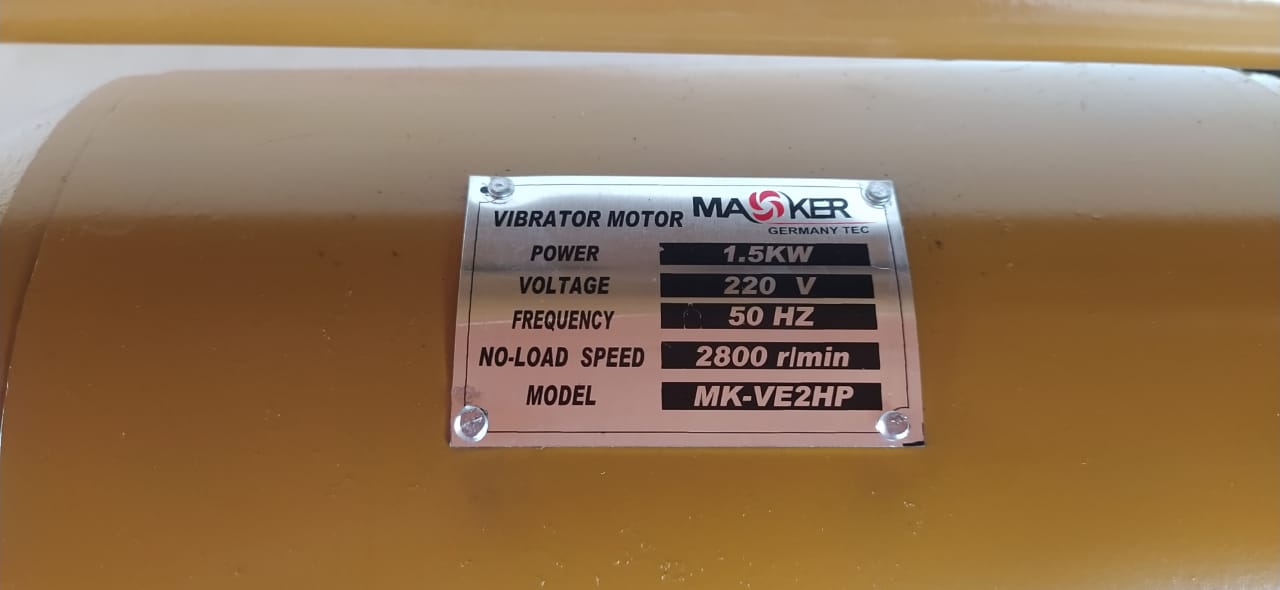 VIBRATOR MOTOR MASKER
GERMANY TEC
POWER 1.5KW
VOLTAGE 220 V
FREQUENCY 50 HZ
NO-LOAD SPEED 2800 r/min
MODEL MK-VE2HP